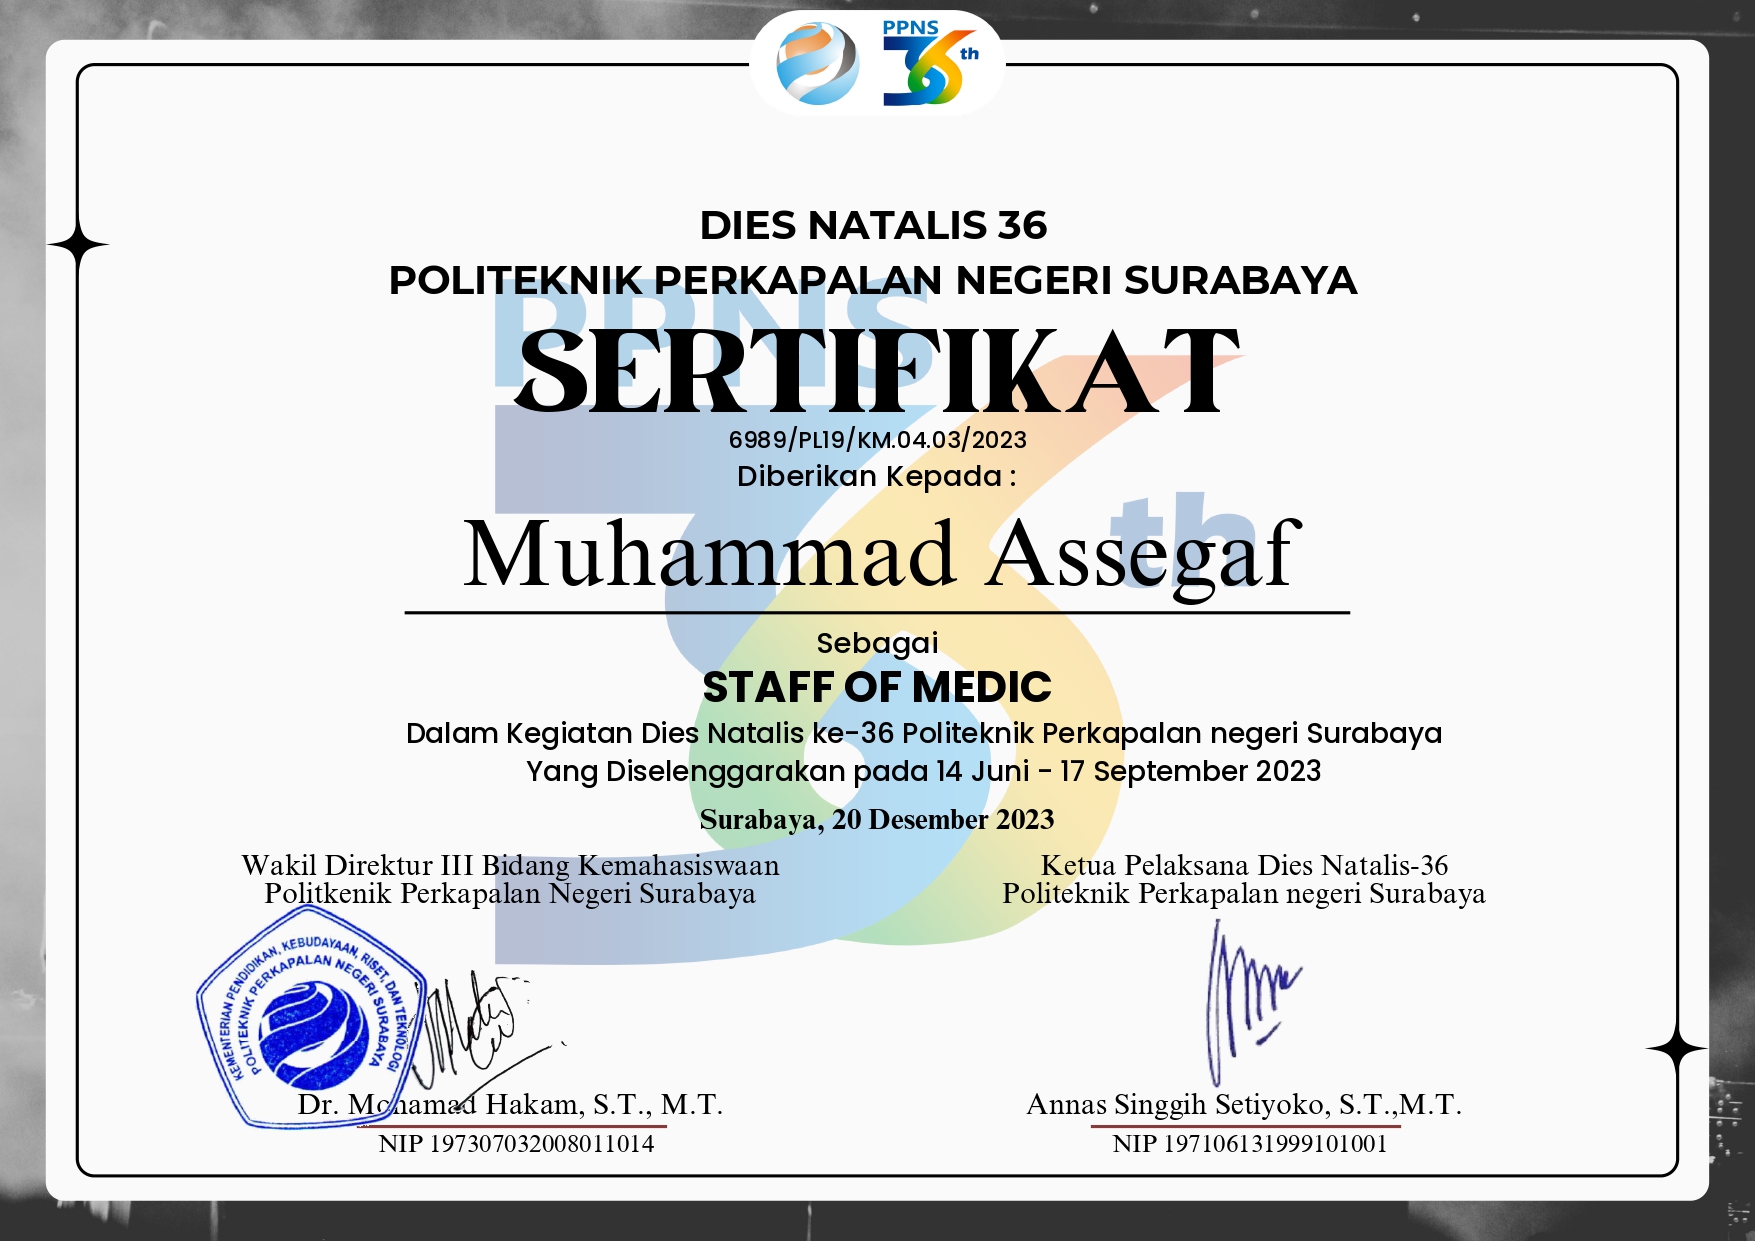 PPNS
36th
DIES NATALIS 36
POLITEKNIK PERKAPALAN NEGERI SURABAYA
PPNS
SERTIFIKAT
6989/PL19/KM.04.03/2023
Diberikan Kepada :
36th
Muhammad Assegaf
Sebagai
STAFF OF MEDIC
Dalam Kegiatan Dies Natalis ke-36 Politeknik Perkapalan negeri Surabaya
Yang Diselenggarakan pada 14 Juni - 17 September 2023
Surabaya, 20 Desember 2023
Wakil Direktur III Bidang Kemahasiswaan
Politkenik Perkapalan Negeri Surabaya
KEMENTERIAN PENDIDIKAN, KEBUDAYAAN, RISET, DAN TEKNOLOGI
POLITEKNIK PERKAPALAN NEGERI SURABAYA
Dr. Mohamad Hakam, S.T., M.T.
NIP 197307032008011014
Ketua Pelaksana Dies Natalis-36
Politeknik Perkapalan negeri Surabaya
Annas Singgih Setiyoko, S.T.,M.T.
NIP 197106131999101001